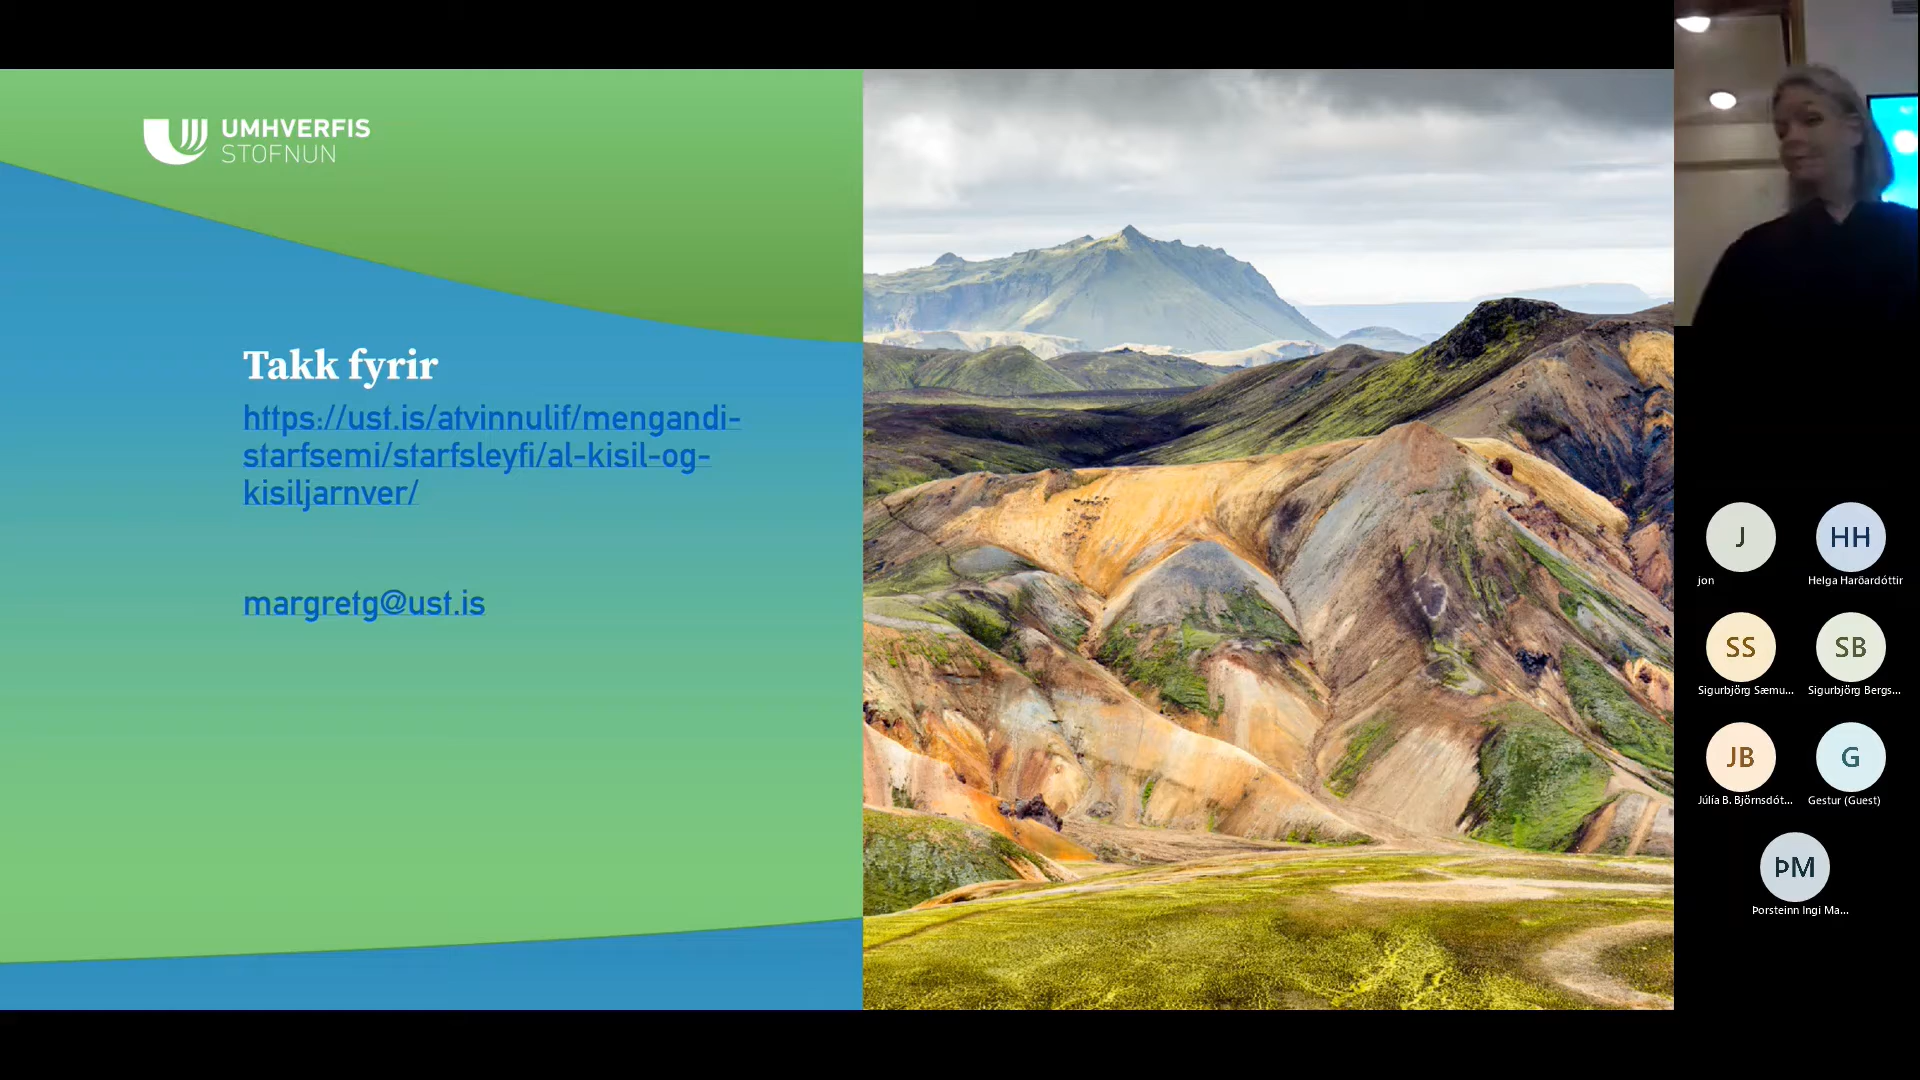 UMHVERFIS
STOFNUN
Takk fyrir
https://ust.is/atvinnulif/mengandi-
starfsemi/starfsleyfi/al-kisil-og-
kisiljarnver/
margretg@ust.is
J
HH
jon
Helga Harðardóttir
SS
SB
Sigurbjörg Sæmu...
Sigurbjörg Bergs...
JB
G
Júlía B. Björnsdót...
Gestur (Guest)
ÞM
Þorsteinn Ingi Ma...